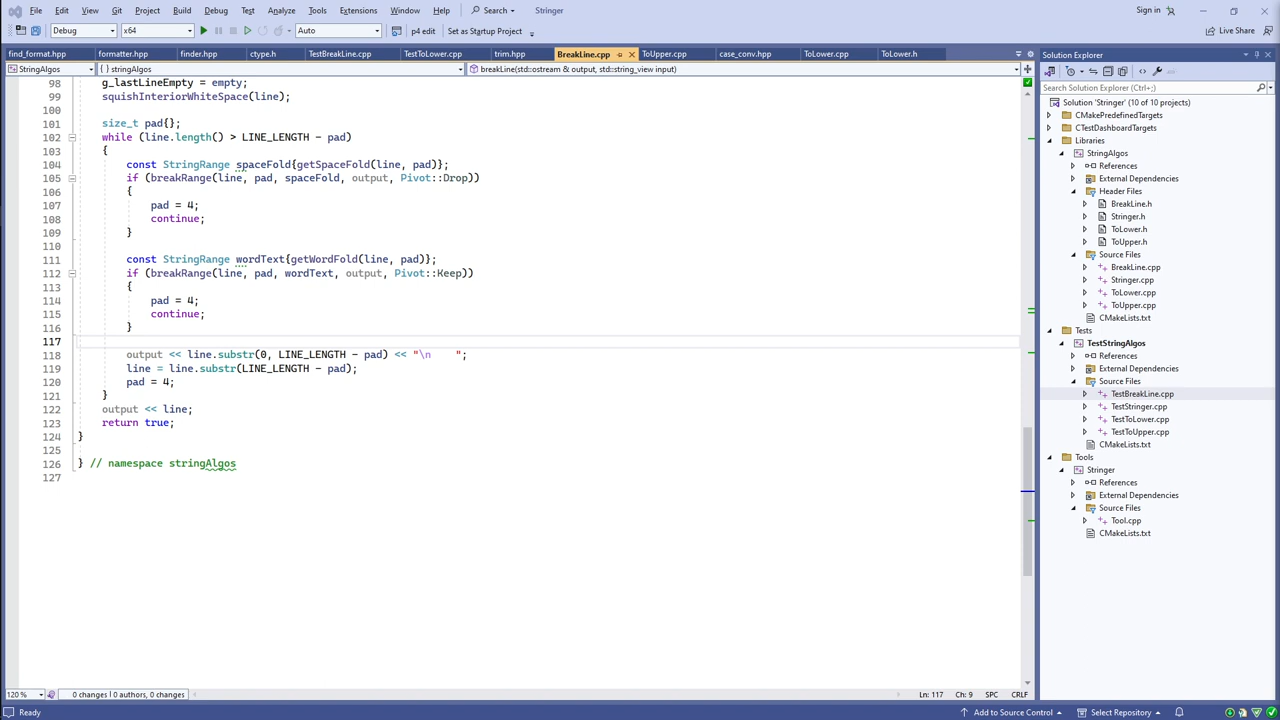 File Edit View Git Project Build Debug Test Analyze Tools Extensions Window Help Search Stringer Sign in
Debug x64 Auto p4 edit Set as Startup Project Live Share
find_format.hpp formatter.hpp finder.hpp ctype.h TestBreakLine.cpp TestToLower.cpp trim.hpp BreakLine.cpp ToUpper.cpp case_conv.hpp ToLower.cpp ToLower.h
StringAlgos {} stringAlgos breakLine(std::ostream & output, std::string_view input)
98 g_lastLineEmpty = empty;
99 squishInteriorWhiteSpace(line);
100
101 size_t pad{};
102 while (line.length() > LINE_LENGTH - pad)
103 {
104 const StringRange spaceFold{getSpaceFold(line, pad)};
105 if (breakRange(line, pad, spaceFold, output, Pivot::Drop))
106 {
107 pad = 4;
108 continue;
109 }
110
111 const StringRange wordText{getWordFold(line, pad)};
112 if (breakRange(line, pad, wordText, output, Pivot::Keep))
113 {
114 pad = 4;
115 continue;
116 }
117
118 output << line.substr(0, LINE_LENGTH - pad) << "\n    ";
119 line = line.substr(LINE_LENGTH - pad);
120 pad = 4;
121 }
122 output << line;
123 return true;
124 }
125
126 } // namespace stringAlgos
127
120 % 0 changes | 0 authors, 0 changes Ln: 117 Ch: 9 SPC CRLF
Solution Explorer
Search Solution Explorer (Ctrl+;)
Solution 'Stringer' (10 of 10 projects)
CMakePredefinedTargets
CTestDashboardTargets
Libraries
StringAlgos
References
External Dependencies
Header Files
BreakLine.h
Stringer.h
ToLower.h
ToUpper.h
Source Files
BreakLine.cpp
Stringer.cpp
ToLower.cpp
ToUpper.cpp
CMakeLists.txt
Tests
TestStringAlgos
References
External Dependencies
Source Files
TestBreakLine.cpp
TestStringer.cpp
TestToLower.cpp
TestToUpper.cpp
CMakeLists.txt
Tools
Stringer
References
External Dependencies
Source Files
Tool.cpp
CMakeLists.txt
Ready Add to Source Control Select Repository